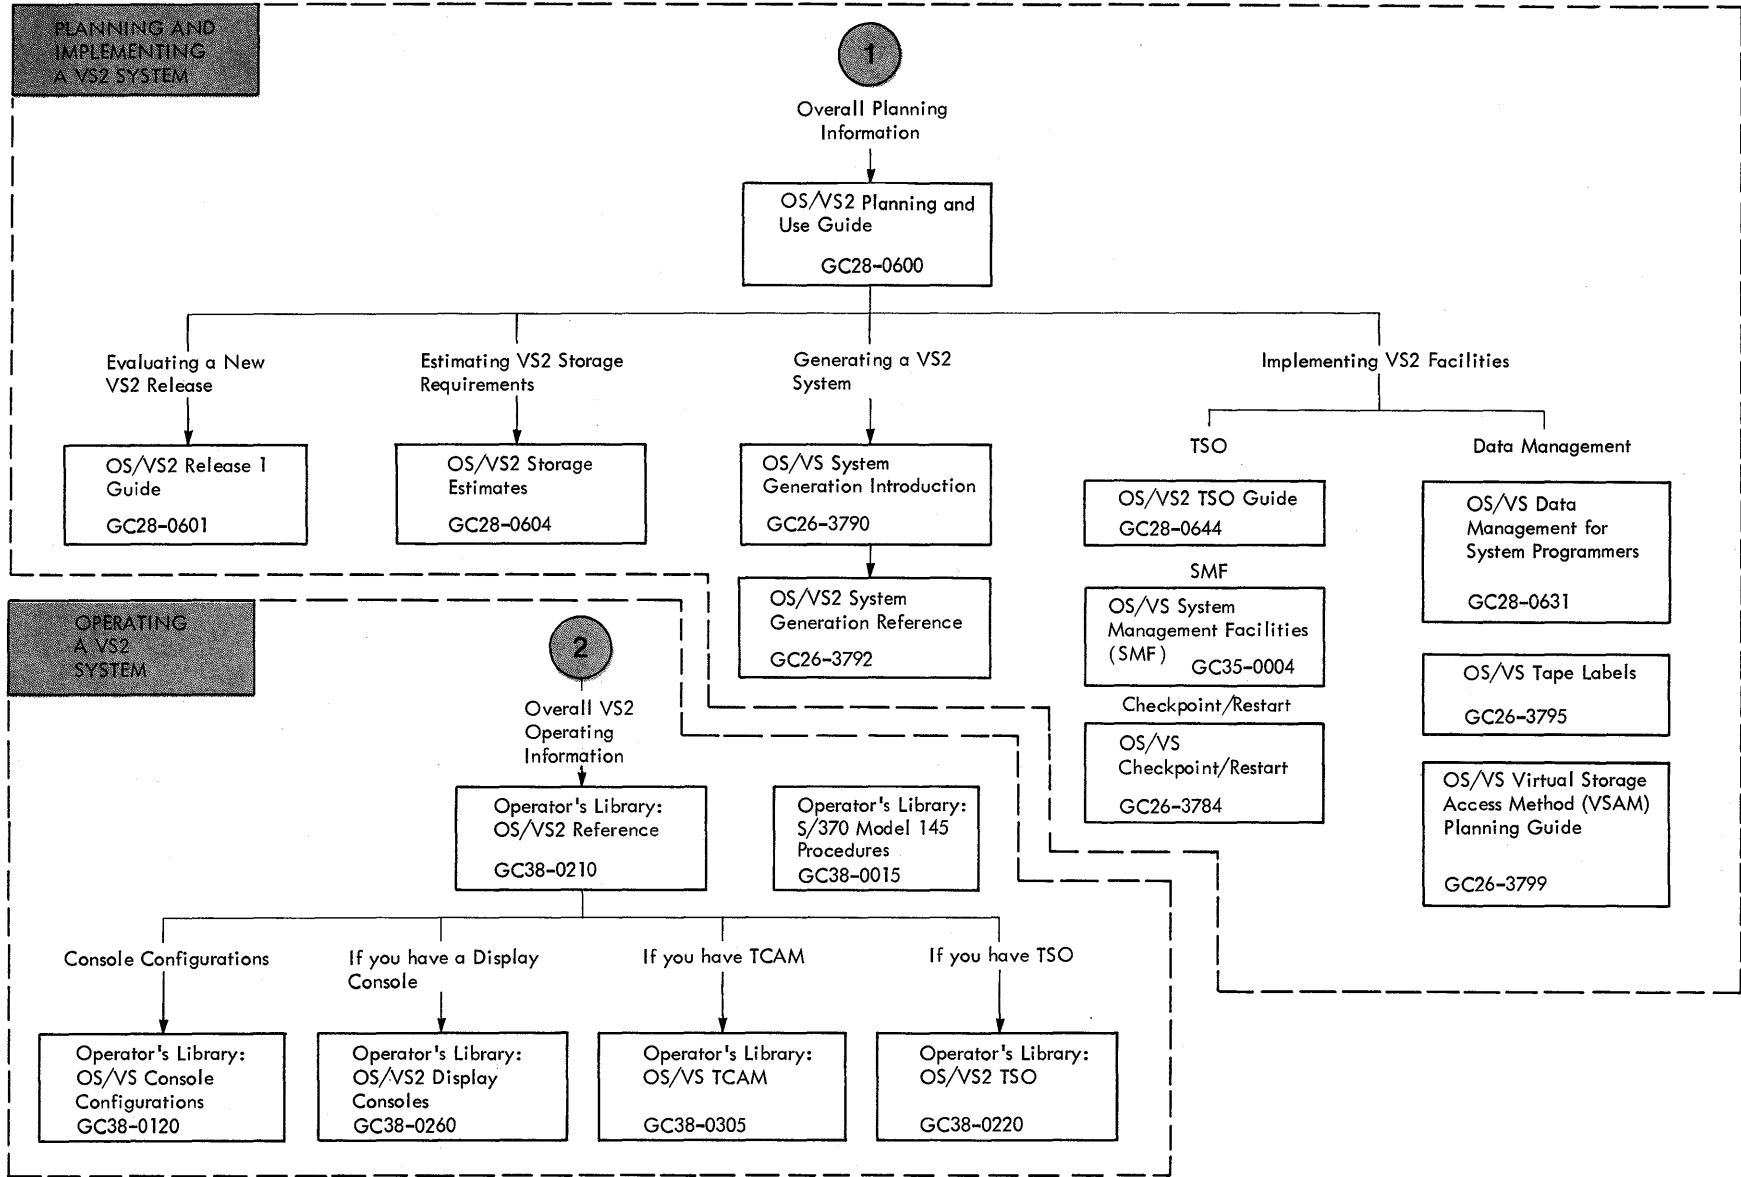 PLANNING AND
IMPLEMENTING
A VS2 SYSTEM
1
Overall Planning
Information
OS/VS2 Planning and
Use Guide
GC28-0600
Evaluating a New
VS2 Release
Estimating VS2 Storage
Requirements
Generating a VS2
System
Implementing VS2 Facilities
OS/VS2 Release 1
Guide
GC28-0601
OS/VS2 Storage
Estimates
GC28-0604
OS/VS System
Generation Introduction
GC26-3790
OS/VS2 System
Generation Reference
GC26-3792
TSO
OS/VS2 TSO Guide
GC28-0644
SMF
OS/VS System
Management Facilities
(SMF) GC35-0004
Checkpoint/Restart
OS/VS
Checkpoint/Restart
GC26-3784
Data Management
OS/VS Data
Management for
System Programmers
GC28-0631
OS/VS Tape Labels
GC26-3795
OS/VS Virtual Storage
Access Method (VSAM)
Planning Guide
GC26-3799
OPERATING
A VS2
SYSTEM
2
Overall VS2
Operating
Information
Operator's Library:
OS/VS2 Reference
GC38-0210
Operator's Library:
S/370 Model 145
Procedures
GC38-0015
Console Configurations
If you have a Display
Console
If you have TCAM
If you have TSO
Operator's Library:
OS/VS Console
Configurations
GC38-0120
Operator's Library:
OS/VS2 Display
Consoles
GC38-0260
Operator's Library:
OS/VS TCAM
GC38-0305
Operator's Library:
OS/VS2 TSO
GC38-0220